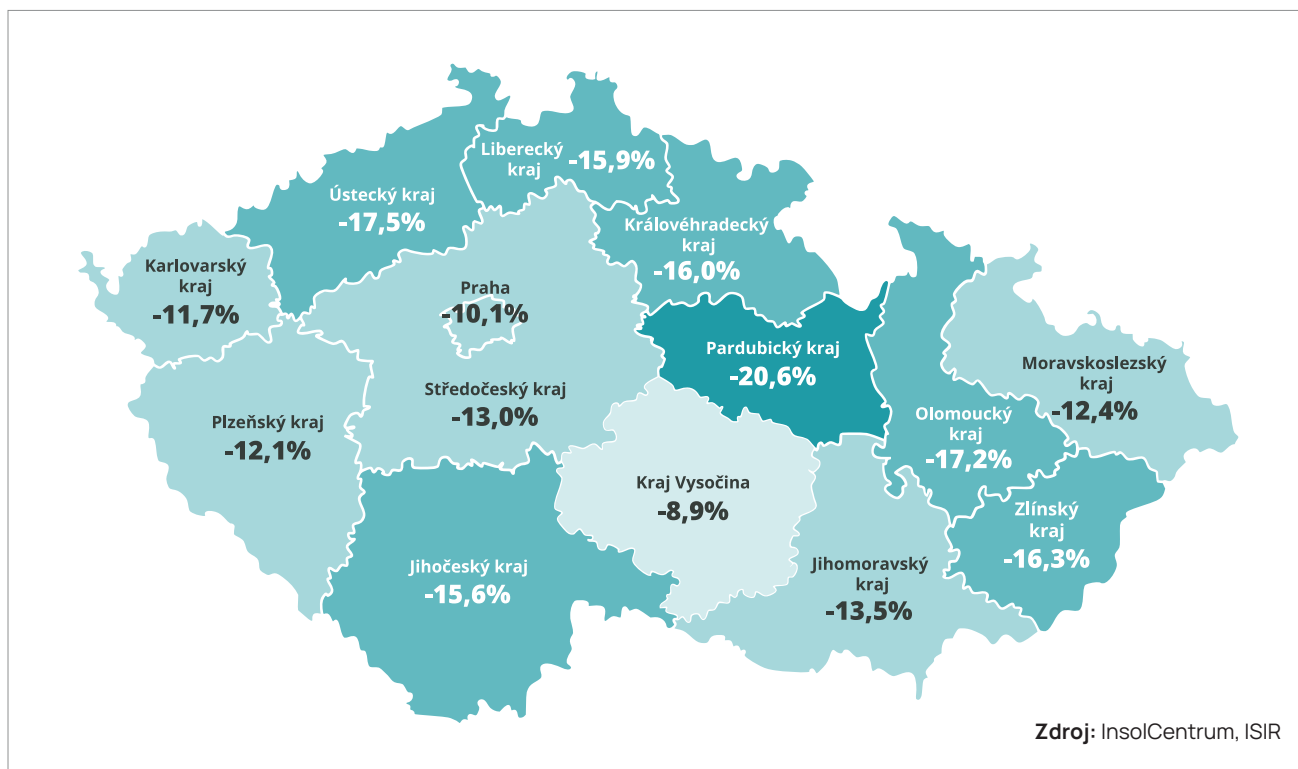 Liberecký
kraj
-15,9%
Ústecký kraj
-17,5%
Královéhradecký
kraj
-16,0%
Karlovarský
kraj
-11,7%
Praha
-10,1%
Pardubický kraj
-20,6%
Moravskoslezský
kraj
-12,4%
Středočeský kraj
-13,0%
Plzeňský kraj
-12,1%
Olomoucký
kraj
-17,2%
Kraj Vysočina
-8,9%
Zlínský
kraj
-16,3%
Jihočeský kraj
-15,6%
Jihomoravský
kraj
-13,5%
Zdroj: InsolCentrum, ISIR